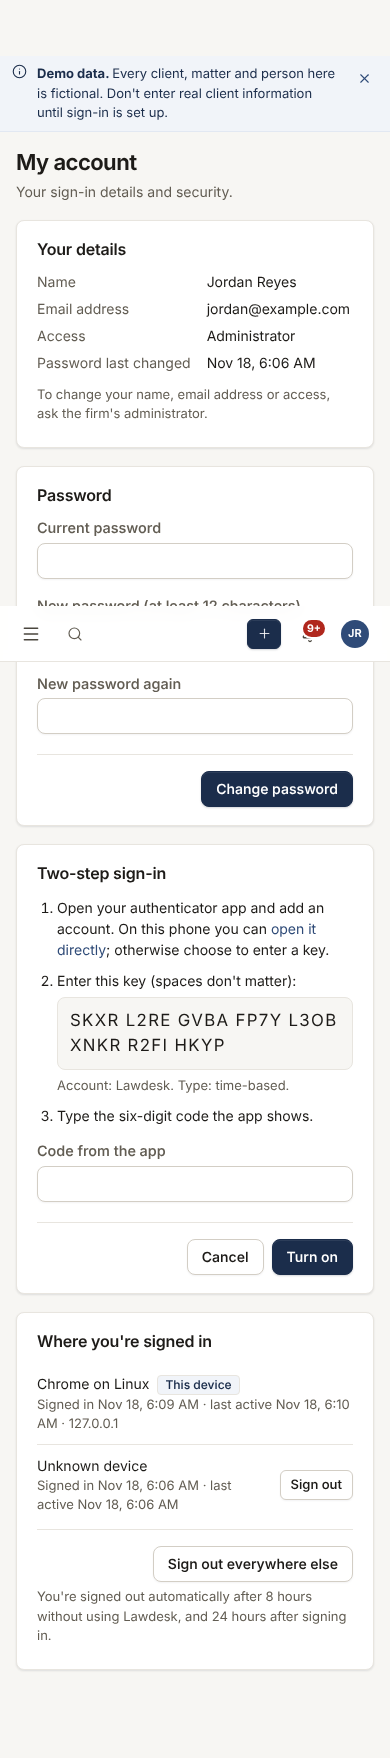 Demo data. Every client, matter and person here
is fictional. Don't enter real client information
until sign-in is set up.
My account
Your sign-in details and security.
Your details
Name Jordan Reyes
Email address jordan@example.com
Access Administrator
Password last changed Nov 18, 6:06 AM
To change your name, email address or access,
ask the firm's administrator.
Password
Current password
New password (at least 12 characters)
9+ JR
New password again
Change password
Two-step sign-in
1. Open your authenticator app and add an
account. On this phone you can open it
directly; otherwise choose to enter a key.
2. Enter this key (spaces don't matter):
SKXR L2RE GVBA FP7Y L3OB
XNKR R2FI HKYP
Account: Lawdesk. Type: time-based.
3. Type the six-digit code the app shows.
Code from the app
Cancel Turn on
Where you're signed in
Chrome on Linux This device
Signed in Nov 18, 6:09 AM · last active Nov 18, 6:10
AM · 127.0.0.1
Unknown device
Signed in Nov 18, 6:06 AM · last
active Nov 18, 6:06 AM
Sign out
Sign out everywhere else
You're signed out automatically after 8 hours
without using Lawdesk, and 24 hours after signing
in.